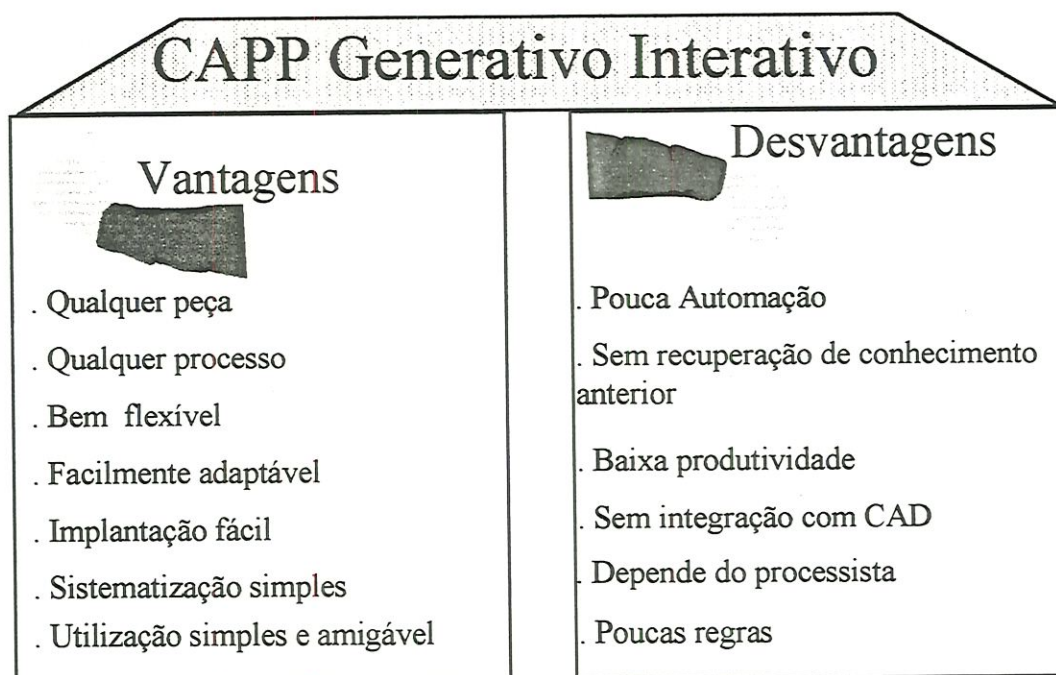 CAPP Generativo Interativo
Vantagens
. Qualquer peça
. Qualquer processo
. Bem flexível
. Facilmente adaptável
. Implantação fácil
. Sistematização simples
. Utilização simples e amigável
Desvantagens
. Pouca Automação
. Sem recuperação de conhecimento
anterior
. Baixa produtividade
. Sem integração com CAD
. Depende do processista
. Poucas regras